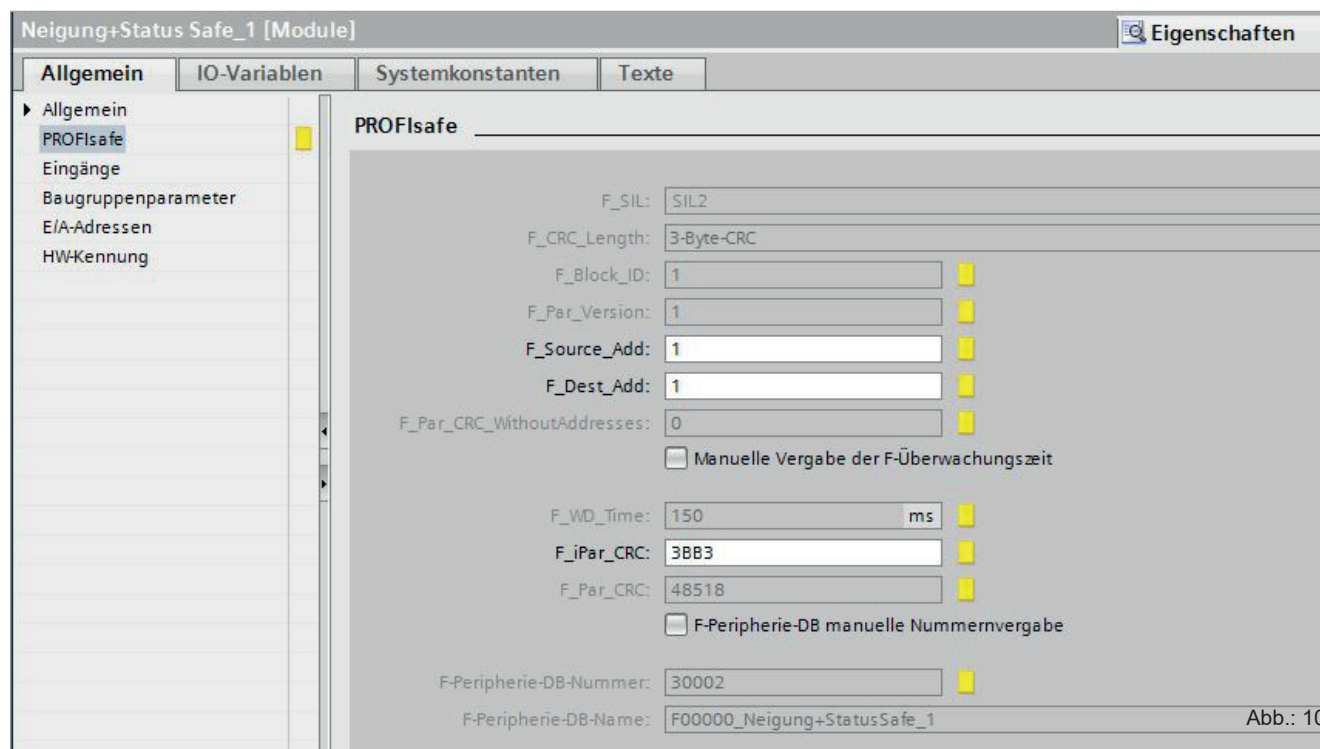 Neigung+Status Safe_1 [Module]
Eigenschaften
Allgemein
IO-Variablen
Systemkonstanten
Texte
Allgemein
PROFIsafe
Eingänge
Baugruppenparameter
E/A-Adressen
HW-Kennung
PROFIsafe
F_SIL: SIL2
F_CRC_Length: 3-Byte-CRC
F_Block_ID: 1
F_Par_Version: 1
F_Source_Add: 1
F_Dest_Add: 1
F_Par_CRC_WithoutAddresses: 0
Manuelle Vergabe der F-Überwachungszeit
F_WD_Time: 150 ms
F_iPar_CRC: 3BB3
F_Par_CRC: 48518
F-Peripherie-DB manuelle Nummernvergabe
F-Peripherie-DB-Nummer: 30002
F-Peripherie-DB-Name: F00000_Neigung+StatusSafe_1
Abb.: 10